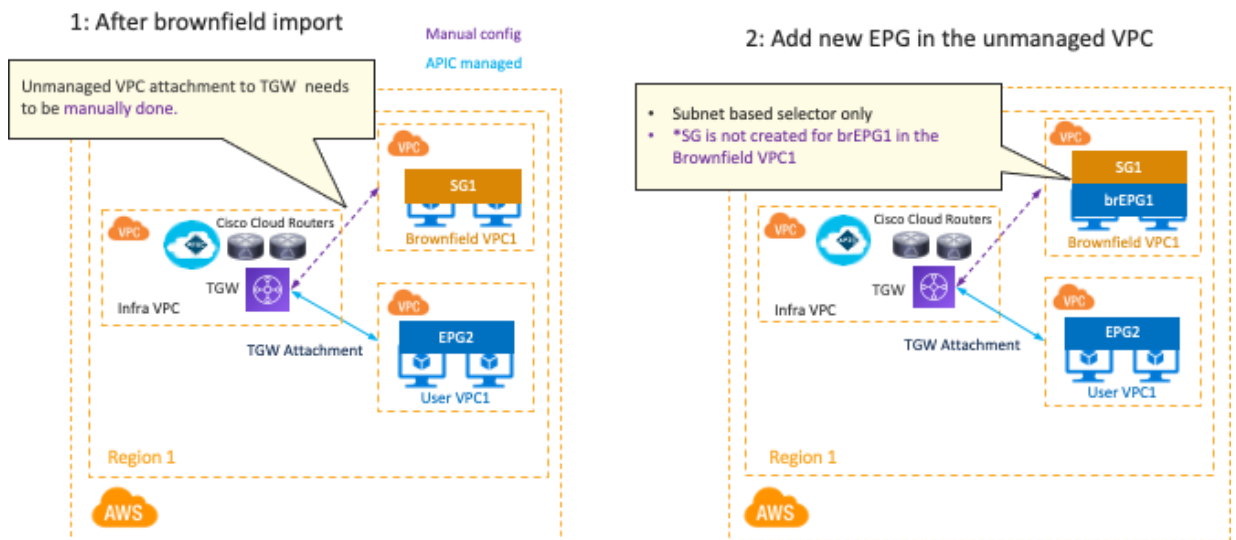 1: After brownfield import
Manual config
APIC managed
Unmanaged VPC attachment to TGW needs
to be manually done.
VPC
SG1
Brownfield VPC1
VPC
Cisco Cloud Routers
APIC
TGW
Infra VPC
TGW Attachment
VPC
EPG2
User VPC1
Region 1
AWS
2: Add new EPG in the unmanaged VPC
• Subnet based selector only
• *SG is not created for brEPG1 in the
Brownfield VPC1
VPC
SG1
brEPG1
Brownfield VPC1
VPC
Cisco Cloud Routers
APIC
TGW
Infra VPC
TGW Attachment
VPC
EPG2
User VPC1
Region 1
AWS